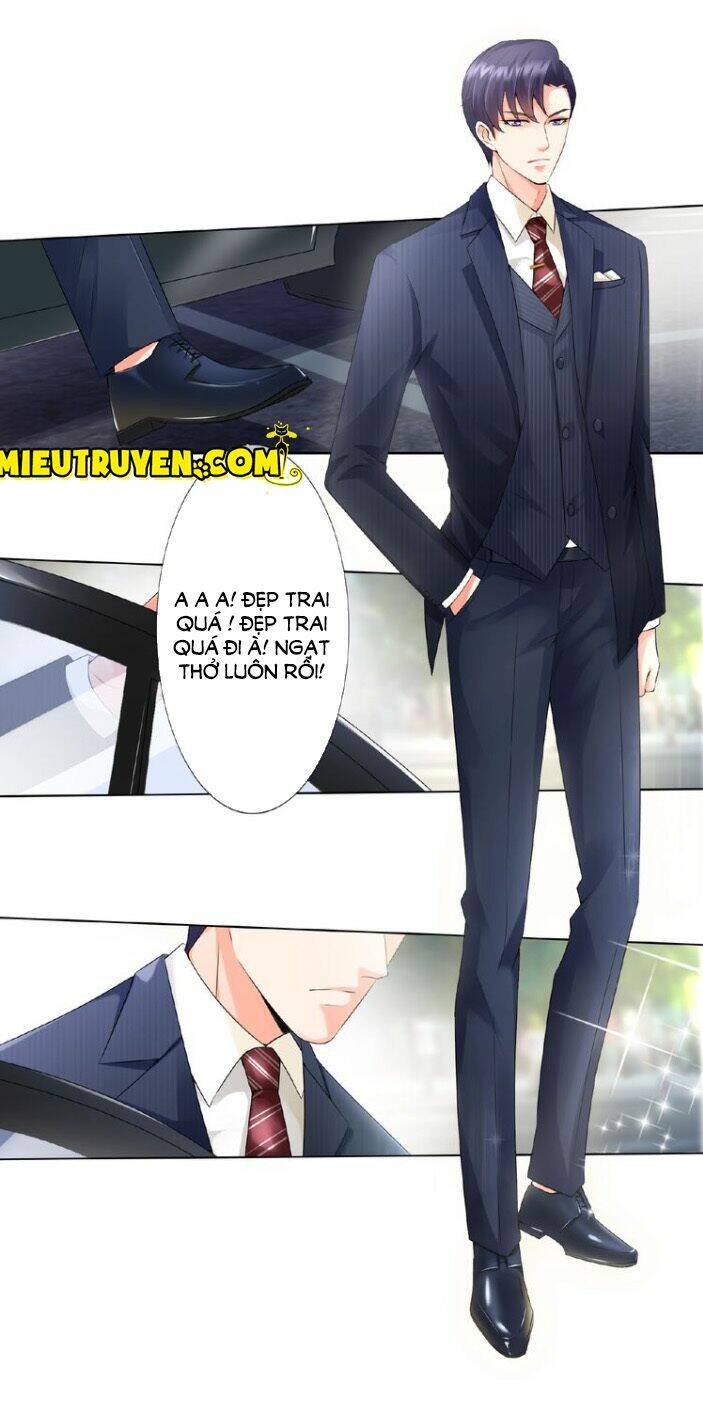 MIEUTRUYEN.COM
A A A! ĐẸP TRAI
QUÁ ! ĐẸP TRAI
QUÁ ĐI À! NGẠT
THỞ LUÔN RỒI!